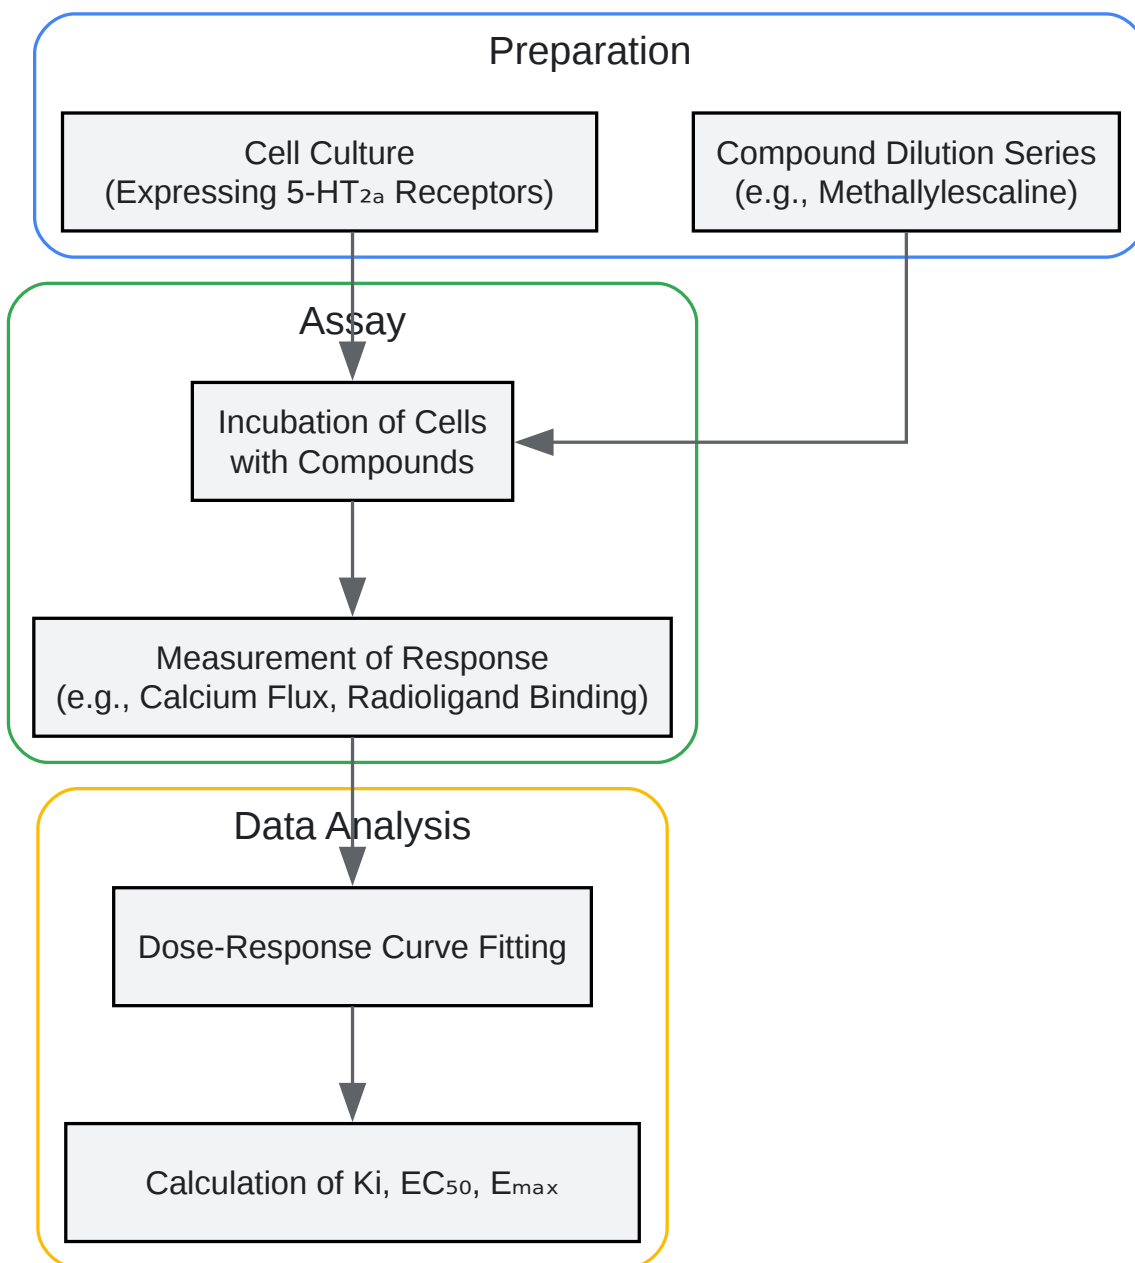 Preparation
Cell Culture
(Expressing 5-HT₂ₐ Receptors)
Compound Dilution Series
(e.g., Methallylescaline)
Assay
Incubation of Cells
with Compounds
Measurement of Response
(e.g., Calcium Flux, Radioligand Binding)
Data Analysis
Dose-Response Curve Fitting
Calculation of Ki, EC₅₀, Eₘₐₓ